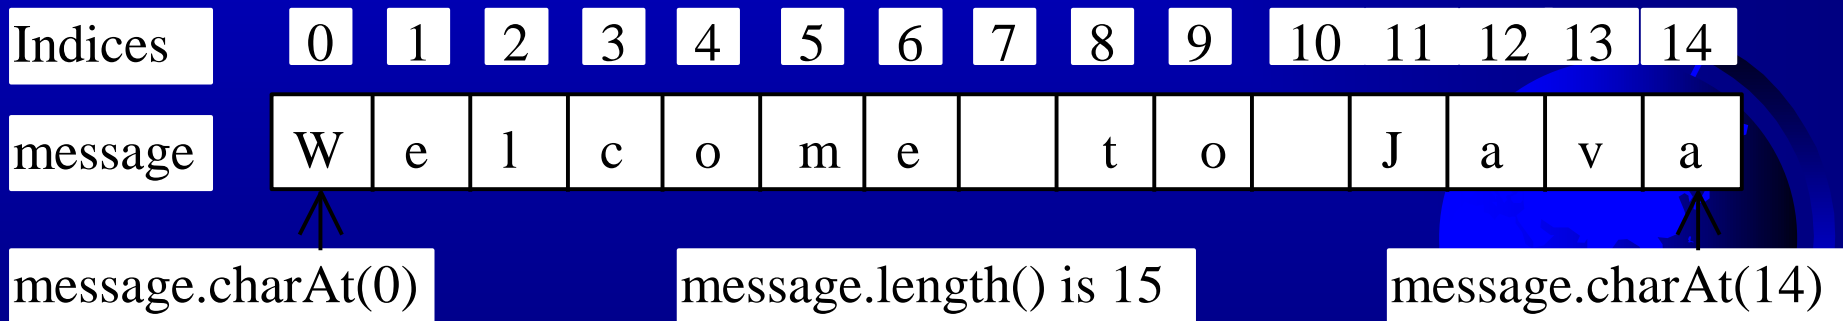 Indices 0 1 2 3 4 5 6 7 8 9 10 11 12 13 14
message W e l c o m e t o J a v a
message.charAt(0) message.length() is 15 message.charAt(14)